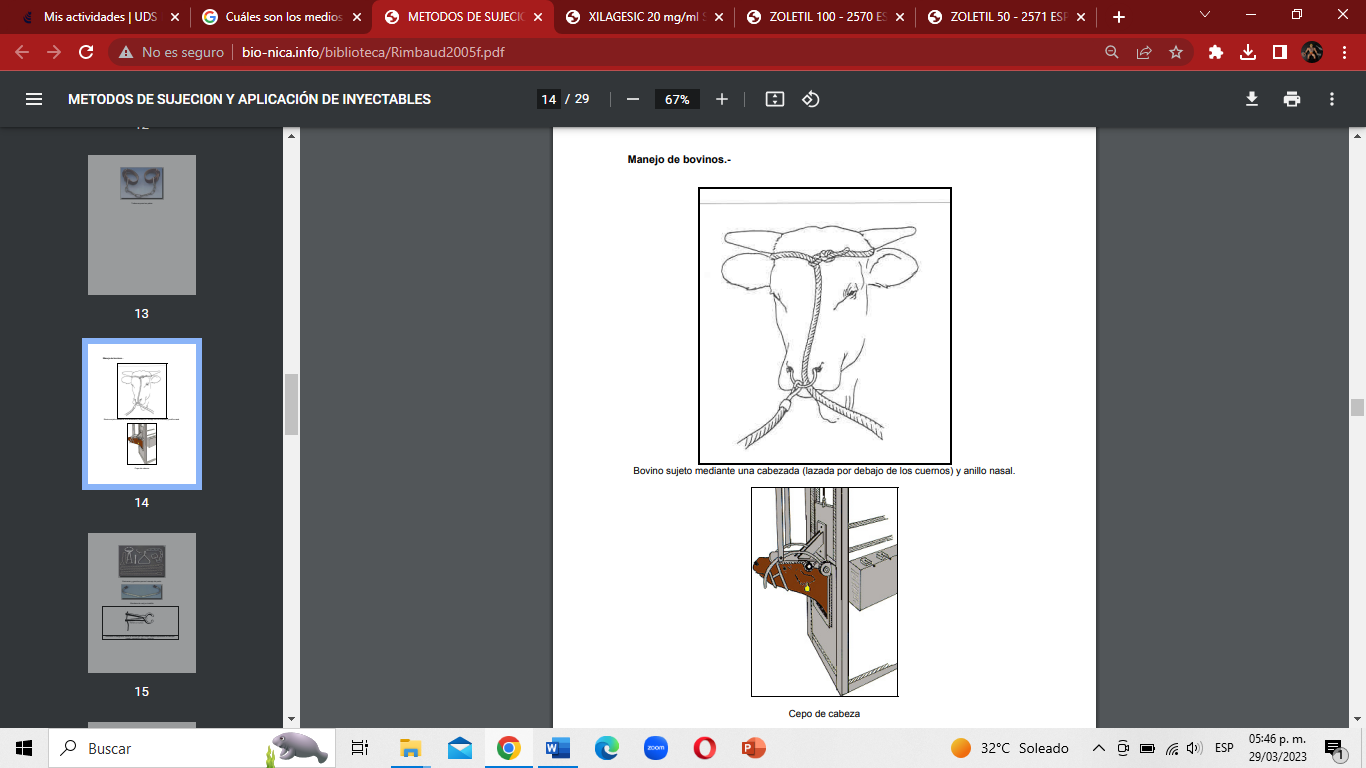 Mis actividades | UDS
Cuáles son los medios
METODOS DE SUJECIO
XILAGESIC 20 mg/ml S
ZOLETIL 100 - 2570 ES
ZOLETIL 50 - 2571 ESP
No es seguro
bio-nica.info/biblioteca/Rimbaud2005f.pdf
METODOS DE SUJECION Y APLICACIÓN DE INYECTABLES
14 / 29
67%
13
14
15
Manejo de bovinos.-
Bovino sujeto mediante una cabezada (lazada por debajo de los cuernos) y anillo nasal.
Cepo de cabeza
Buscar
zoom
32°C Soleado
ESP
05:46 p. m.
29/03/2023
1